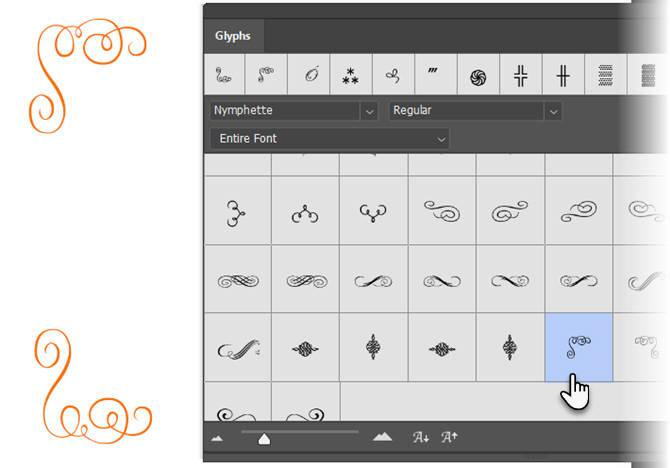 Glyphs
Nymphette Regular
Entire Font
A A